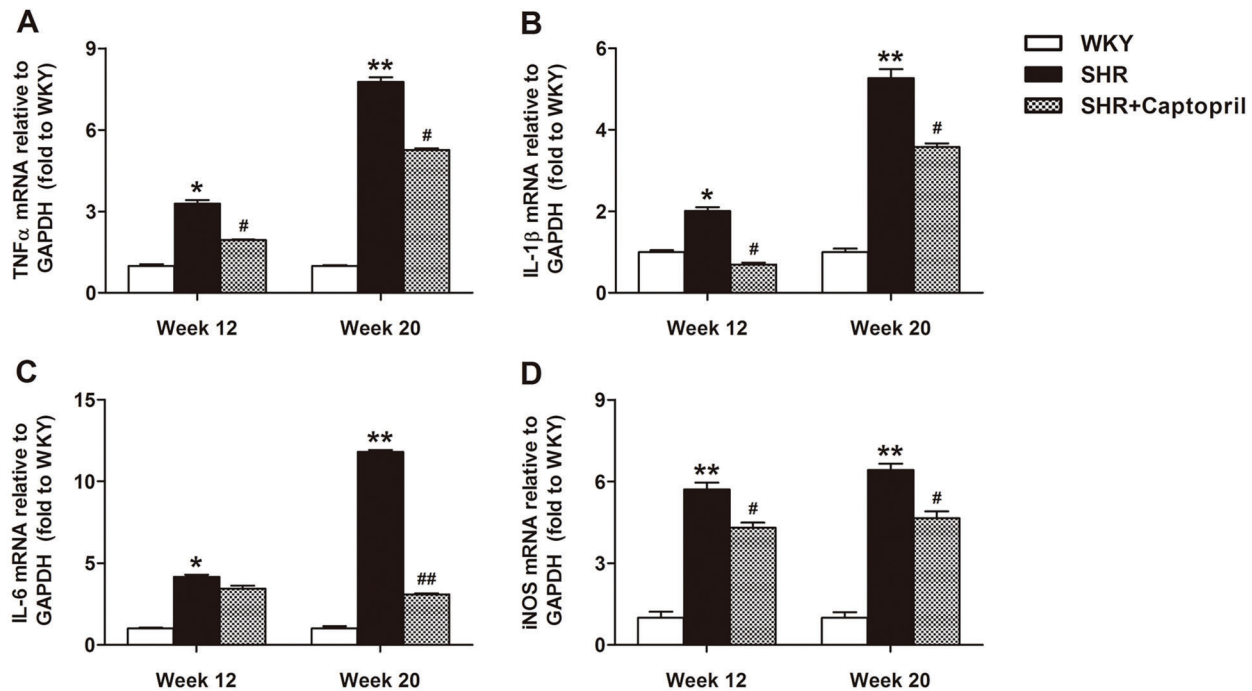 A
TNFα mRNA relative to
GAPDH (fold to WKY)
9
6
3
0
*
#
**
#
Week 12
Week 20
B
IL-1β mRNA relative to
GAPDH (fold to WKY)
6
4
2
0
*
#
**
#
Week 12
Week 20
WKY
SHR
SHR+Captopril
C
IL-6 mRNA relative to
GAPDH (fold to WKY)
15
10
5
0
*
**
##
Week 12
Week 20
D
iNOS mRNA relative to
GAPDH (fold to WKY)
9
6
3
0
**
#
**
#
Week 12
Week 20